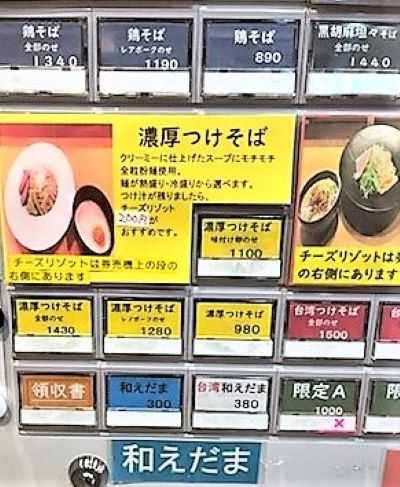 鶏そば
全部のせ
1340
鶏そば
レアポークのせ
1190
鶏そば
890
黒胡麻坦々そば
全部のせ
1440
濃厚つけそば
クリーミーに仕上げたスープにモチモチ
全粒粉麺使用。
麺が熱盛り・冷盛りから選べます。
つけ汁が残りましたら、
チーズリゾット
200円が
おすすめです。
チーズリゾットは券売機上の段の
右側にあります
濃厚つけそば
味付け卵のせ
1100
チーズリゾットは
の右側にあります
濃厚つけそば
全部のせ
1430
濃厚つけそば
レアポークのせ
1280
濃厚つけそば
980
台湾つけそば
全部のせ
1500
領収書
和えだま
300
台湾和えだま
380
限定A
1000
×
限
和えだま